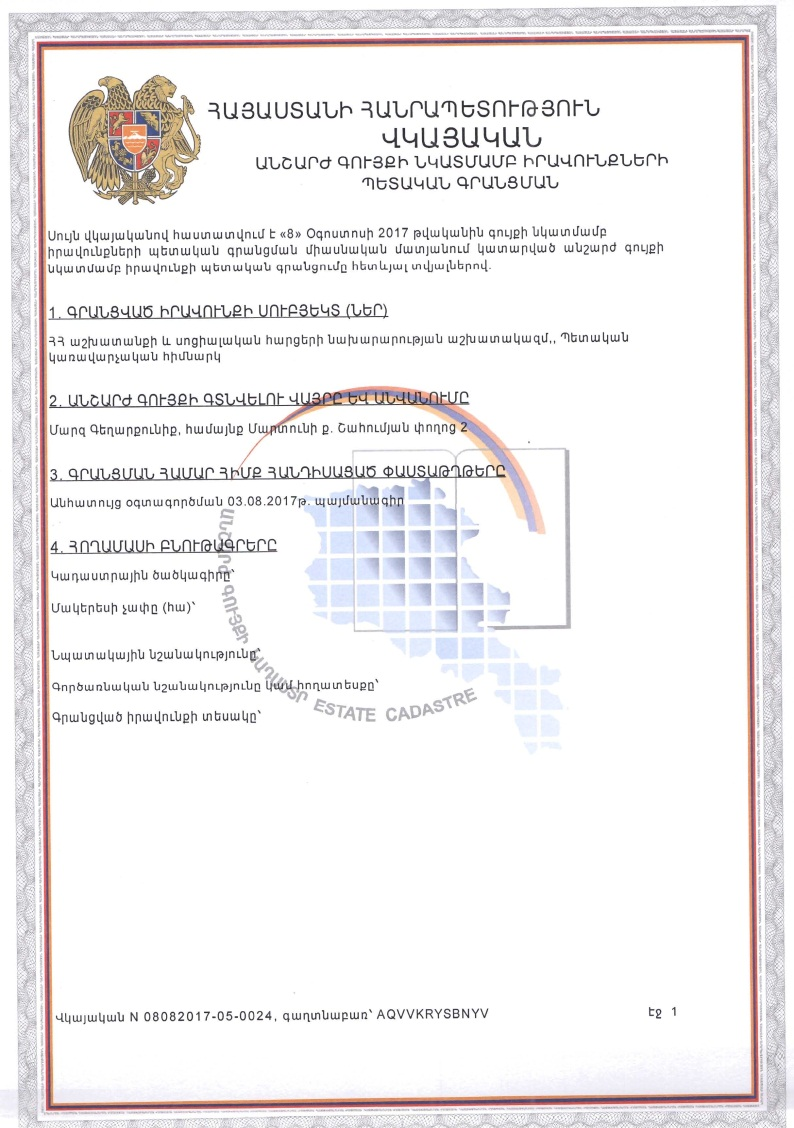 ՀԱՅԱՍՏԱՆԻ ՀԱՆՐԱՊԵՏՈՒԹՅՈՒՆ
ՎԿԱՅԱԿԱՆ
ԱՆՇԱՐԺ ԳՈՒՅՔԻ ՆԿԱՏՄԱՄԲ ԻՐԱՎՈՒՆՔՆԵՐԻ
ՊԵՏԱԿԱՆ ԳՐԱՆՑՄԱՆ
Սույն վկայականով հաստատվում է «8» Օգոստոսի 2017 թվականին գույքի նկատմամբ
իրավունքների պետական գրանցման միասնական մատյանում կատարված անշարժ գույքի
նկատմամբ իրավունքի պետական գրանցումը հետևյալ տվյալներով.
1. ԳՐԱՆՑՎԱԾ ԻՐԱՎՈՒՆՔԻ ՍՈՒԲՅԵԿՏ (ՆԵՐ)
ՀՀ աշխատանքի և սոցիալական հարցերի նախարարության աշխատակազմ,, Պետական
կառավարչական հիմնարկ
2. ԱՆՇԱՐԺ ԳՈՒՅՔԻ ԳՏՆՎԵԼՈՒ ՎԱՅՐԸ ԵՎ ԱՆՎԱՆՈՒՄԸ
Մարզ Գեղարքունիք, համայնք Մարտունի ք. Շահումյան փողոց 2
3. ԳՐԱՆՑՄԱՆ ՀԱՄԱՐ ՀԻՄՔ ՀԱՆԴԻՍԱՑԱԾ ՓԱՍՏԱԹՂԹԵՐԸ
Անհատույց օգտագործման 03.08.2017թ. պայմանագիր
4. ՀՈՂԱՄԱՍԻ ԲՆՈՒԹԱԳՐԵՐԸ
Կադաստրային ծածկագիրը՝
Մակերեսի չափը (հա)՝
Նպատակային նշանակությունը՝
Գործառնական նշանակությունը կամ հողատեսքը՝
Գրանցված իրավունքի տեսակը՝
ESTATE CADASTRE
Վկայական N 08082017-05-0024, գաղտնաբառ՝ AQVVKRYSBNYV
էջ 1